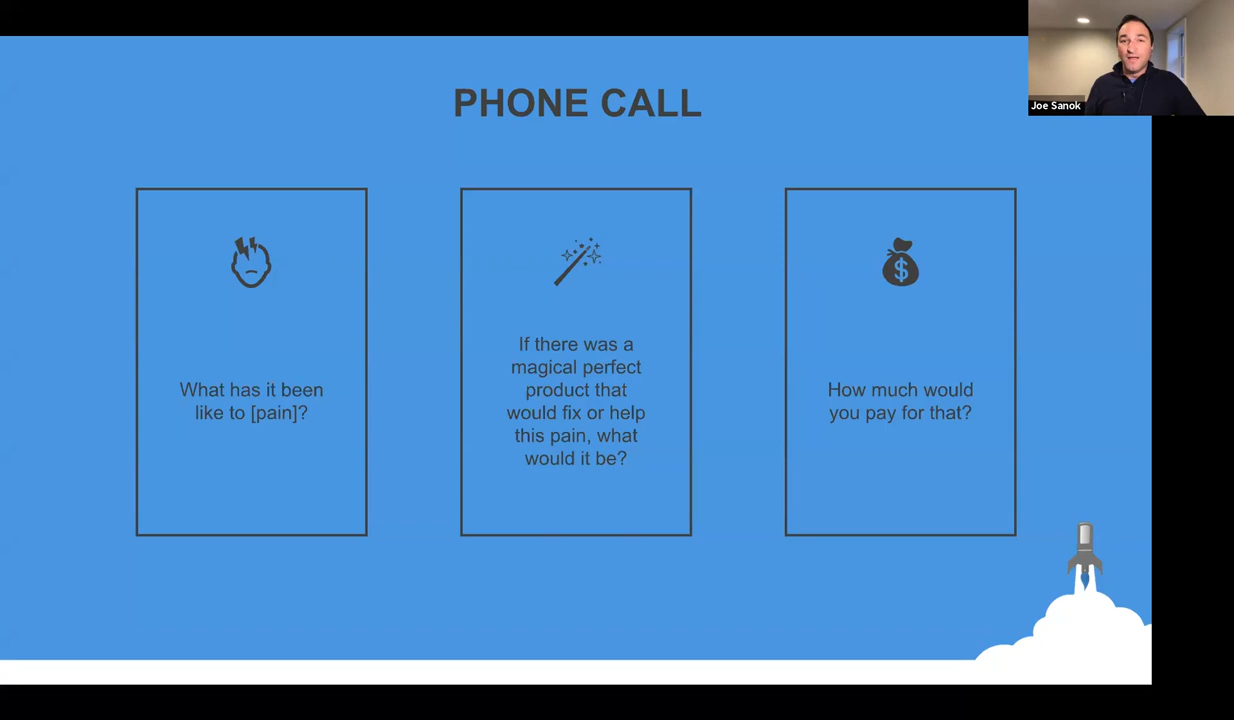 PHONE CALL
Joe Sanok
What has it been
like to [pain]?
If there was a
magical perfect
product that
would fix or help
this pain, what
would it be?
$
How much would
you pay for that?